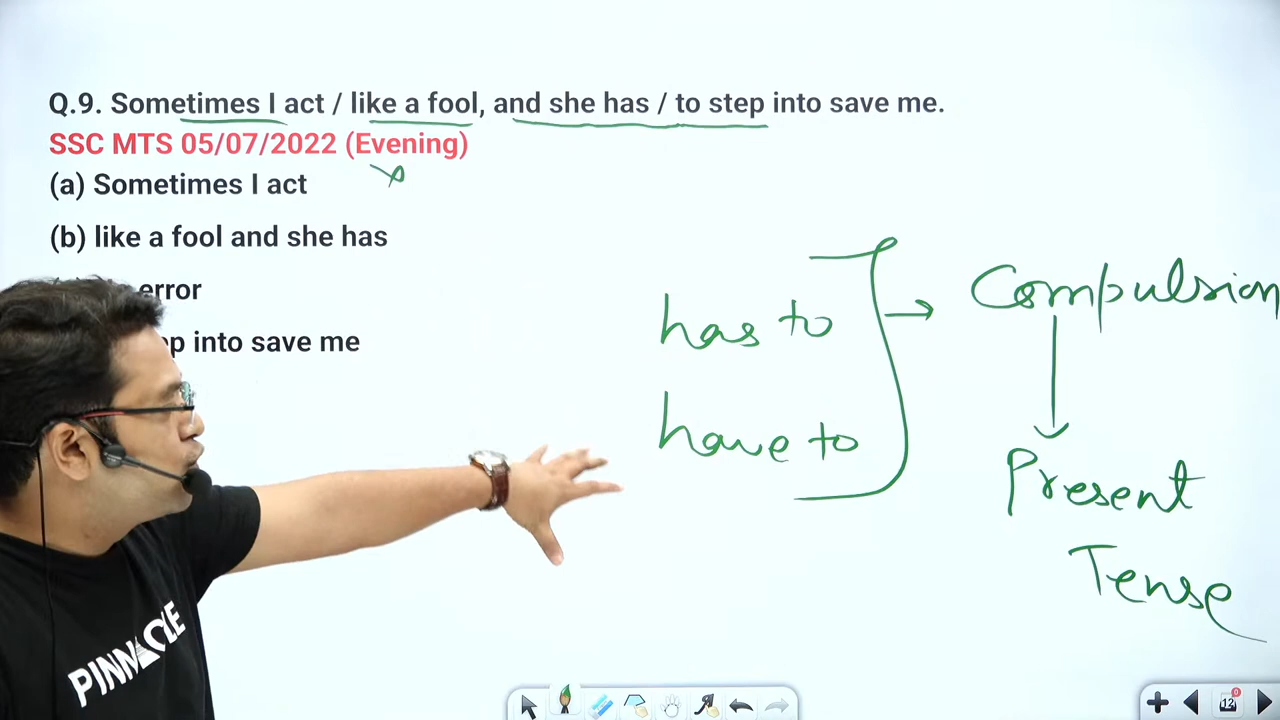 Q.9. Sometimes I act / like a fool, and she has / to step into save me.
SSC MTS 05/07/2022 (Evening)
(a) Sometimes I act
(b) like a fool and she has
error
p into save me
has to
have to
Compulsion
Present
Tense
PINNACLE
12
0